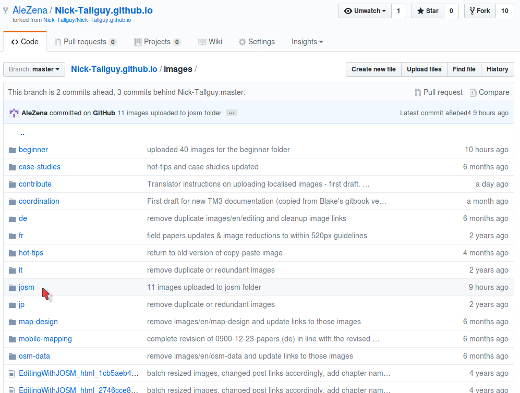 AleZena / Nick-Tallguy.github.io
forked from Nick-Tallguy/Nick-Tallguy.github.io
Unwatch 1 Star 0 Fork 10
Code Pull requests 0 Projects 0 Wiki Settings Insights
Branch: master Nick-Tallguy.github.io / Images /
Create new file Upload files Find file History
This branch is 2 commits ahead, 3 commits behind Nick-Tallguy:master.
Pull request Compare
AleZena committed on GitHub 11 images uploaded to josm folder ...
Latest commit a6ebed4 9 hours ago
..
beginner uploaded 40 images for the beginner folder 10 hours ago
case-studies hot-tips and case studies updated 6 months ago
contribute Translator instructions on uploading localised images - first draft. ... a day ago
coordination First draft for new TM3 documentation (copied from Blake's gitbook ve... a month ago
de remove duplicate images/en/editing and cleanup image links 6 months ago
fr field papers updates & image reductions to within 520px guidelines 2 years ago
hot-tips return to old version of copy-paste image 4 months ago
it remove duplicate or redundant images 2 years ago
josm 11 images uploaded to josm folder 9 hours ago
jp remove duplicate or redundant images 2 years ago
map-design remove images/en/map-design and update links to those images 6 months ago
mobile-mapping complete revision of 0900-12-23-papers (de) in line with the revised ... 6 months ago
osm-data remove images/en/osm-data and update links to those images 6 months ago
EditingWithJOSM_html_1cb5aeb4... batch resized images, changed post links accordingly, add chapter nam... 4 years ago
EditingWithJOSM_html_2746cce8... batch resized images, changed post links accordingly, add chapter nam... 4 years ago